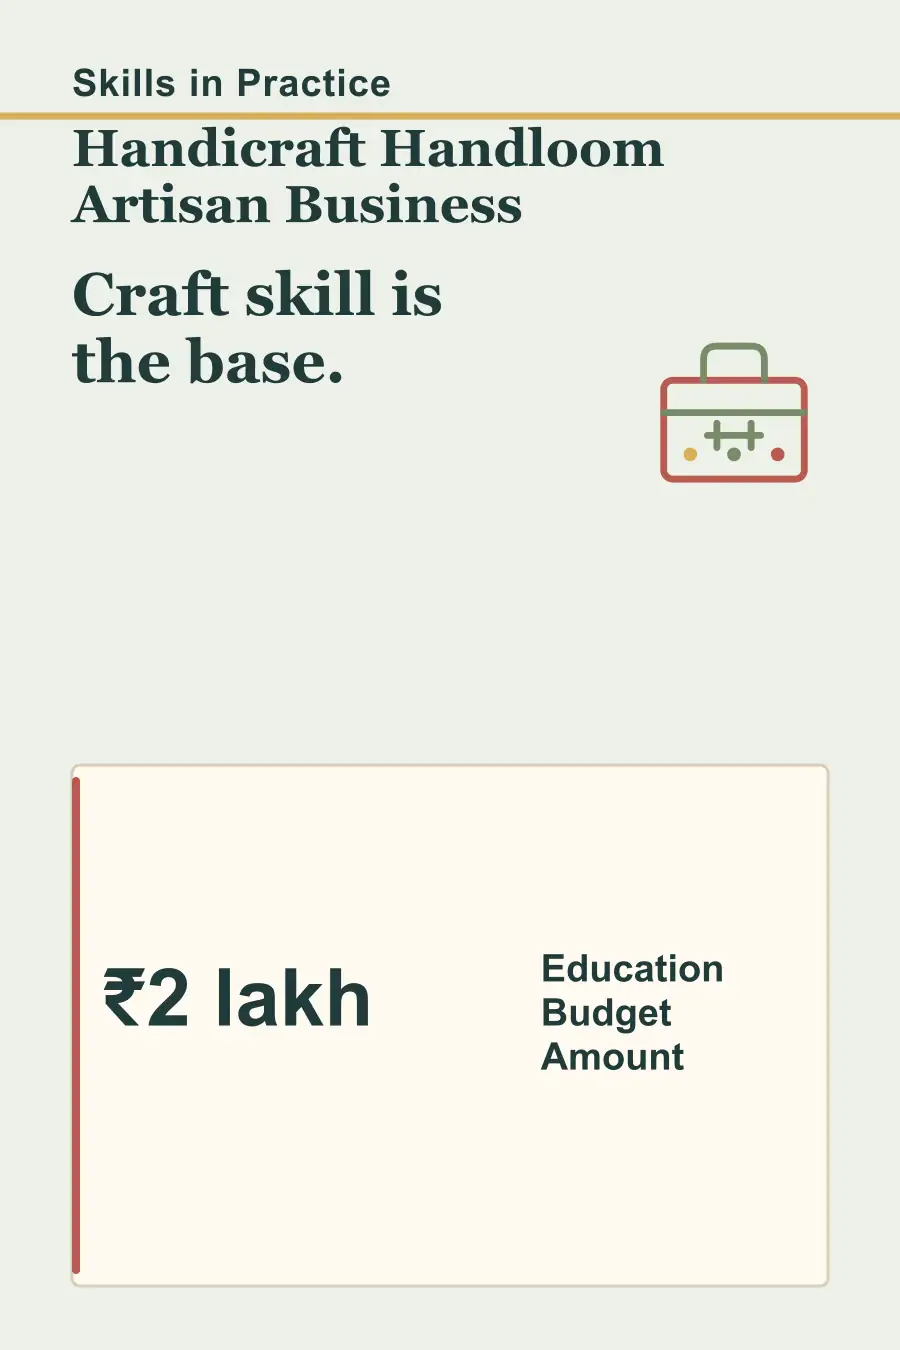 Skills in Practice
Handicraft Handloom
Artisan Business
Craft skill is
the base.
₹2 lakh
Education
Budget
Amount